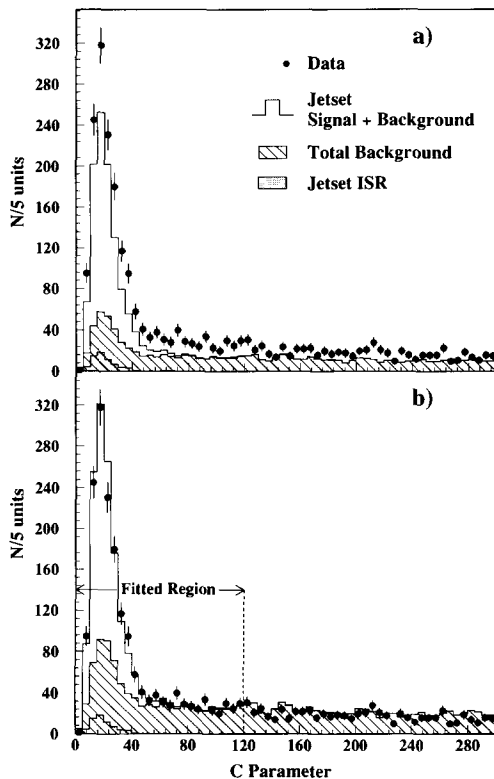 a)
Data
Jetset
Signal + Background
Total Background
Jetset ISR
N/5 units
320
280
240
200
160
120
80
40
0
b)
Fitted Region
N/5 units
320
280
240
200
160
120
80
40
0
0 40 80 120 160 200 240 280
C Parameter